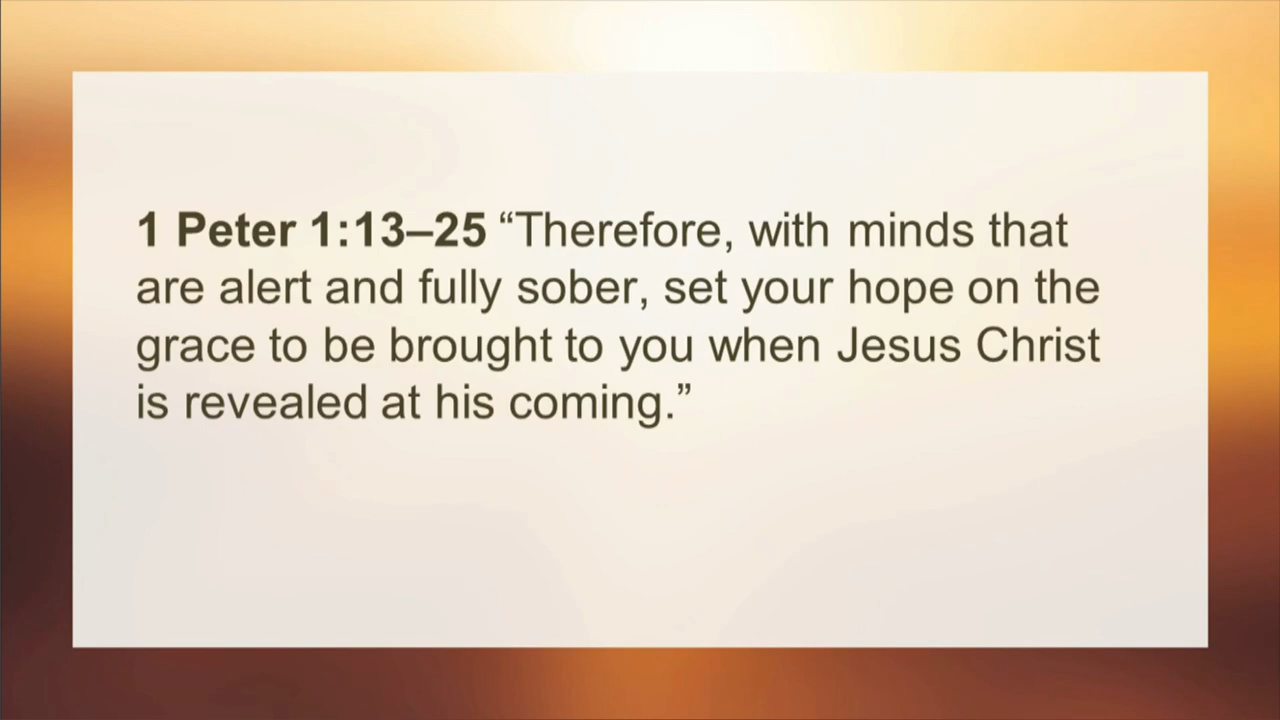 1 Peter 1:13–25 “Therefore, with minds that
are alert and fully sober, set your hope on the
grace to be brought to you when Jesus Christ
is revealed at his coming.”